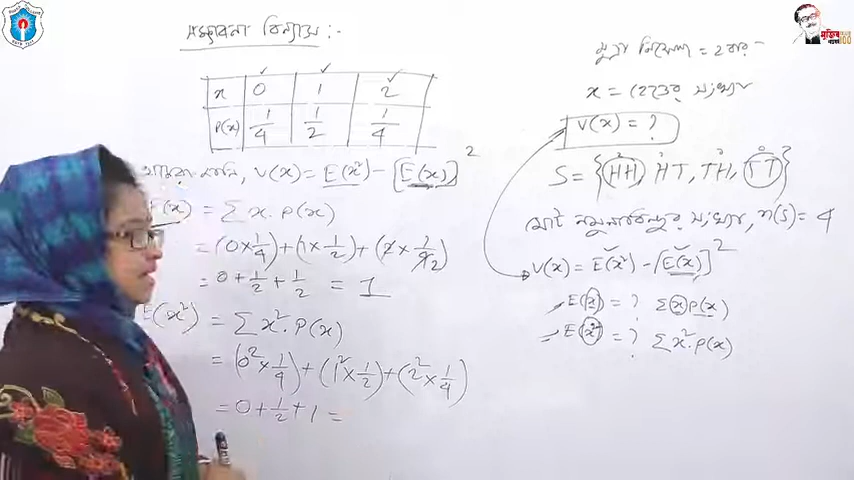 সম্ভাবনা বিন্যাস :-
x 0 1 2
P(x) 1/4 1/2 1/4
জানি, V(x) = E(x²) - [E(x)]²
E(x) = Σ x. P(x)
= (0 x 1/4) + (1 x 1/2) + (2 x 1/4 2)
= 0 + 1/2 + 1/2 = 1
E(x²) = Σ x². P(x)
= (0² x 1/4) + (1² x 1/2) + (2² x 1/4)
= 0 + 1/2 + 1 =
মুদ্রা নিক্ষেপ = 2 বার
x = হেডের সংখ্যা
V(x) = ?
S = {HH, HT, TH, TT}
মোট নমুনাবিন্দুর সংখ্যা, n(S) = 4
V(x) = E(x²) - [E(x)]²
E(x) = ? Σ x P(x)
E(x²) = ? Σ x². P(x)
মুজিব
100